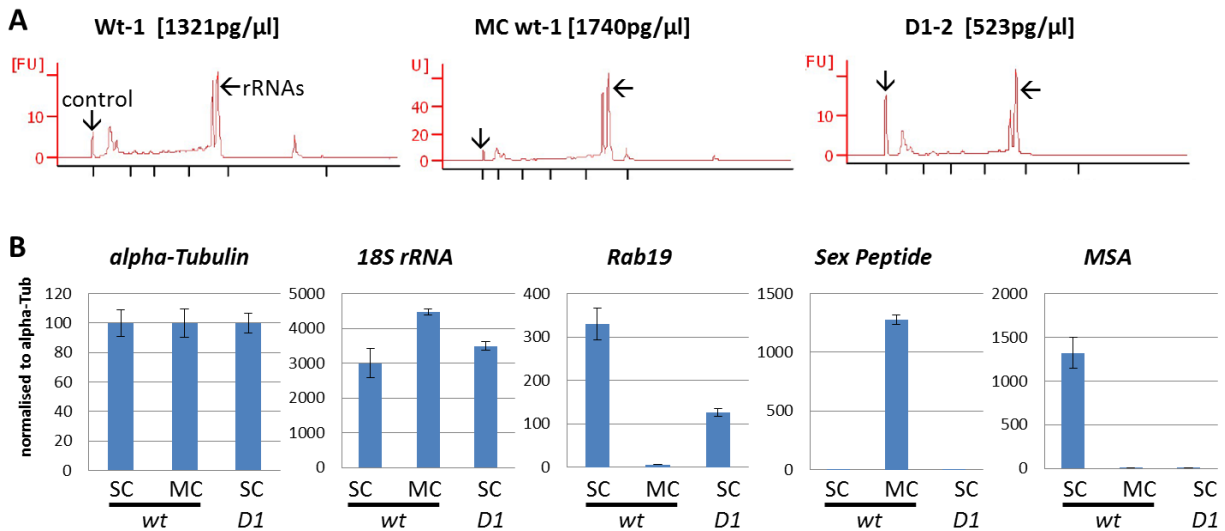 A
Wt-1 [1321pg/µl]
MC wt-1 [1740pg/µl]
D1-2 [523pg/µl]
[FU]
10
0
control
rRNAs
U]
40
20
0
FU]
10
0
B
alpha-Tubulin
18S rRNA
Rab19
Sex Peptide
MSA
normalised to alpha-Tub
120
100
80
60
40
20
0
SC MC SC
wt D1
5000
4000
3000
2000
1000
0
SC MC SC
wt D1
400
300
200
100
0
SC MC SC
wt D1
1500
1000
500
0
SC MC SC
wt D1
2000
1500
1000
500
0
SC MC SC
wt D1